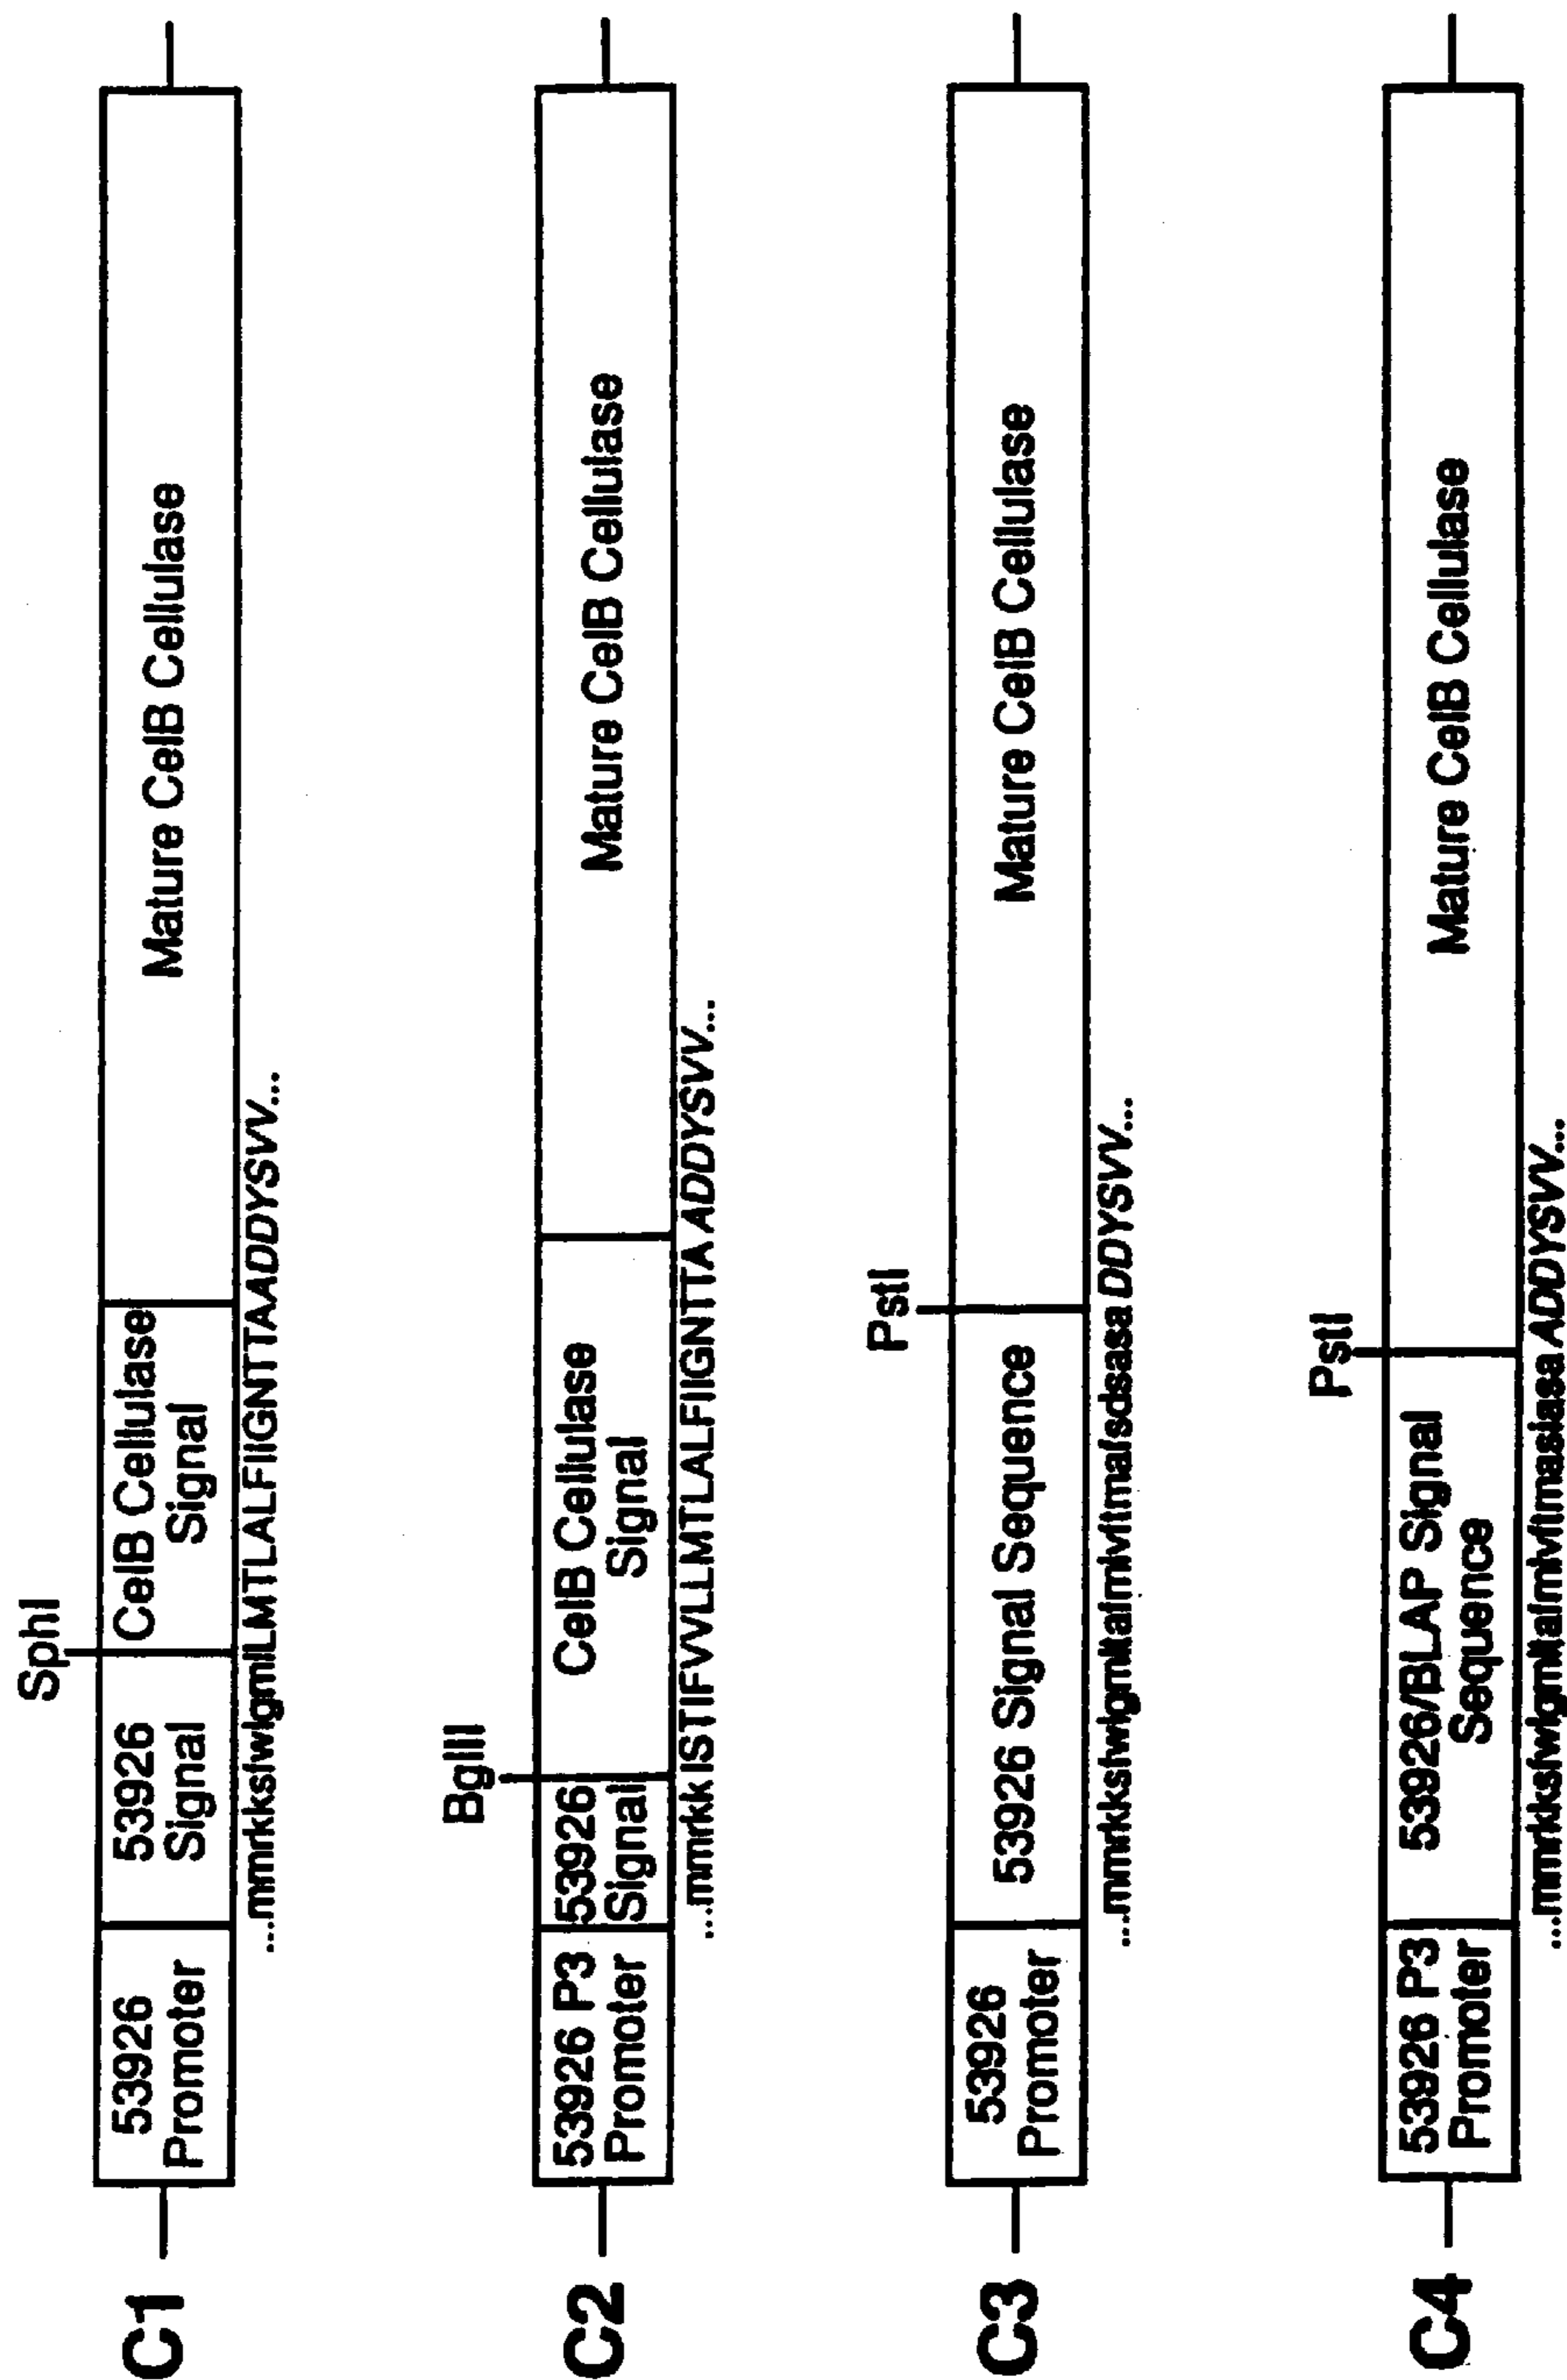 C1
SphI
53926
Promoter
53926
Signal
CelB Cellulase
Signal
Mature CelB Cellulase
...mmrkksfwlgmlLMTLALFIIGNTTAADDYSVV...
C2
BglII
53926 P3
Promoter
53926
Signal
CelB Cellulase
Signal
Mature CelB Cellulase
...mmrkkISTIFVVLLMTLALFIIGNTTA ADDYSVV...
C3
PstI
53926
Promoter
53926 Signal Sequence
Mature CelB Cellulase
...mmrkksfwlgmltafmlvftmafsdsasa DDYSVV...
C4
PstI
53926 P3
Promoter
53926/BLAP Signal
Sequence
Mature CelB Cellulase
...mmrkksfwlgmltafmlvftmasiasa ADDYSVV...